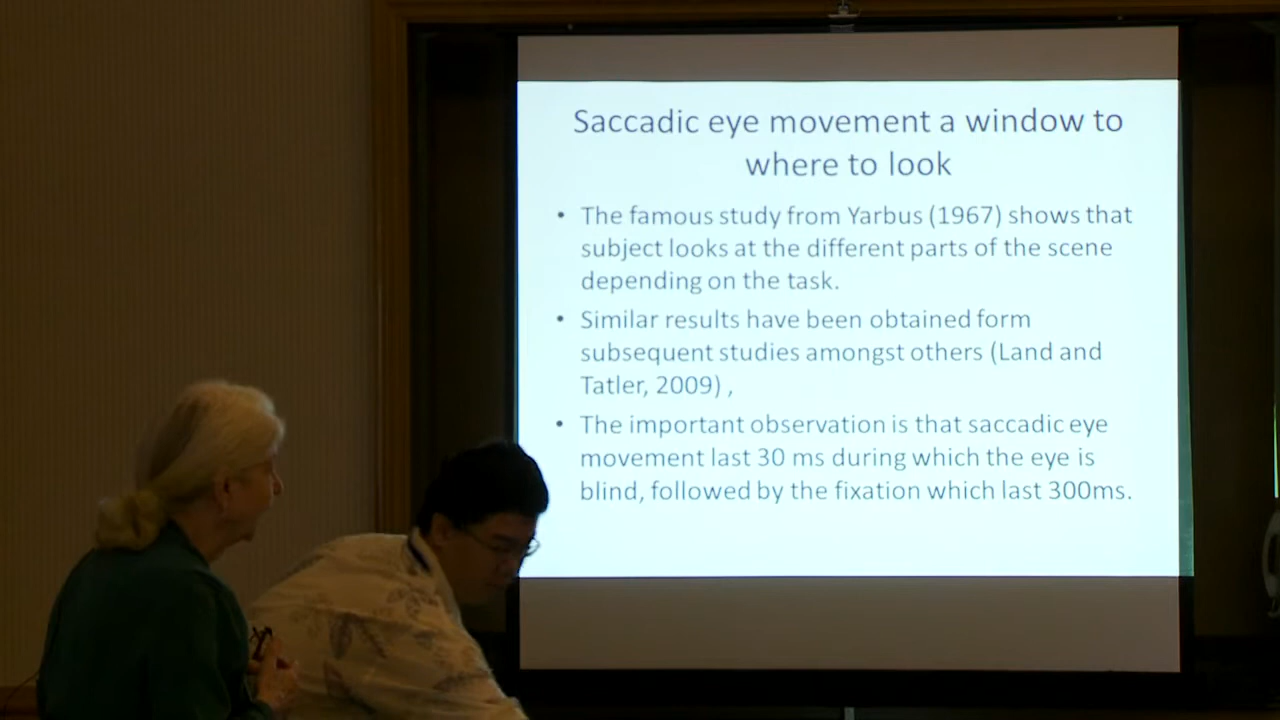 Saccadic eye movement a window to
where to look
• The famous study from Yarbus (1967) shows that
subject looks at the different parts of the scene
depending on the task.
• Similar results have been obtained form
subsequent studies amongst others (Land and
Tatler, 2009) ,
• The important observation is that saccadic eye
movement last 30 ms during which the eye is
blind, followed by the fixation which last 300ms.